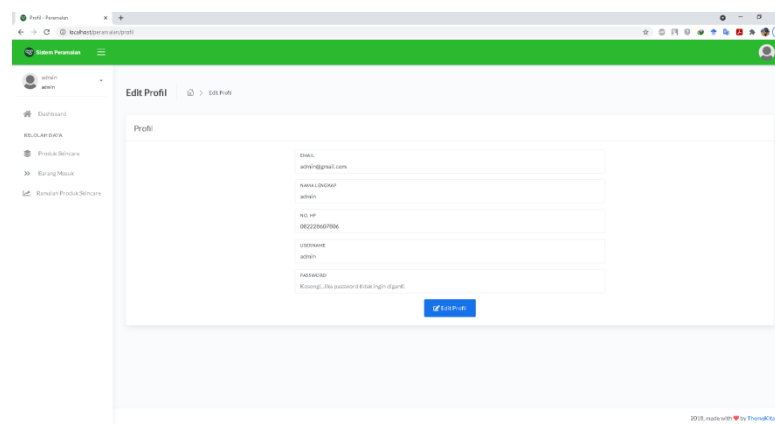 Profil - Peramalan
localhost/peramalan/profil
Sistem Peramalan
admin
admin
Edit Profil
Edit Profil
Dashboard
KELOLAH DATA
Produk Skincare
Barang Masuk
Ramalan Produk Skincare
Profil
EMAIL
admin@gmail.com
NAMA LENGKAP
admin
NO. HP
082228607806
USERNAME
admin
PASSWORD
Kosongi, Jika password tidak ingin diganti.
Edit Profil
2018, made with by ThemeKita